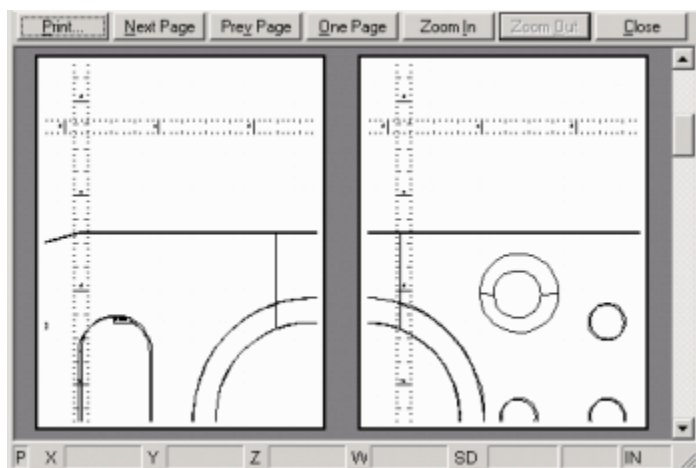 Print... Next Page Prev Page One Page Zoom In Zoom Out Close
P X Y Z W SD IN